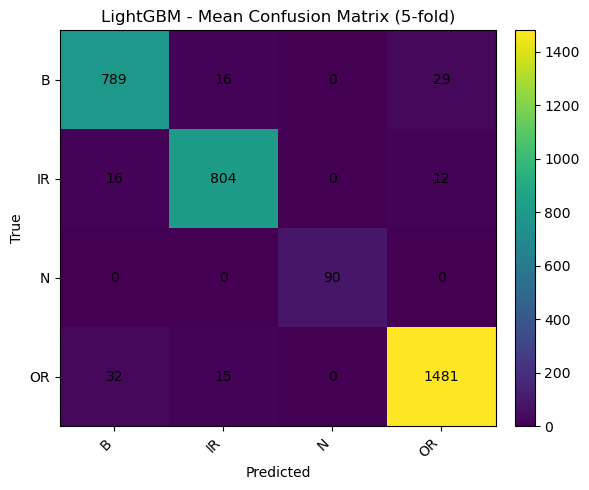 LightGBM - Mean Confusion Matrix (5-fold)
True
B
789 16 0 29
IR
16 804 0 12
N
0 0 90 0
OR
32 15 0 1481
B IR N OR
Predicted
1400
1200
1000
800
600
400
200
0